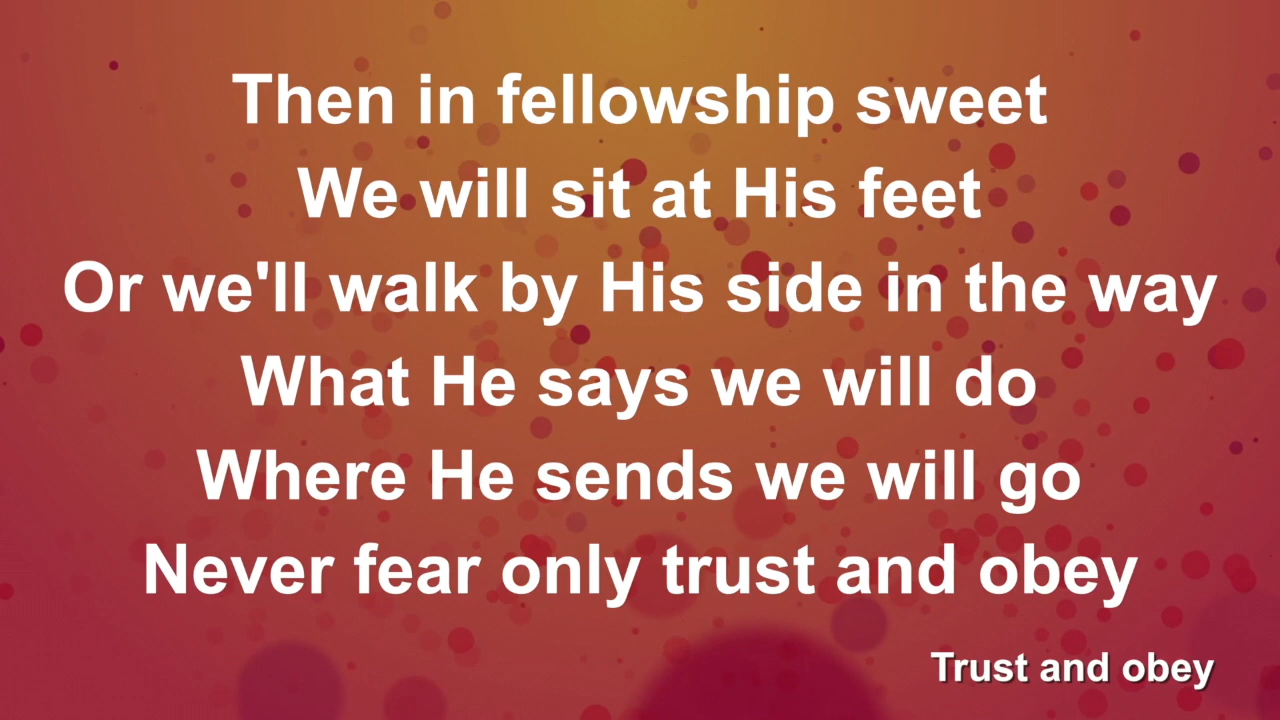 Then in fellowship sweet
We will sit at His feet
Or we'll walk by His side in the way
What He says we will do
Where He sends we will go
Never fear only trust and obey
Trust and obey